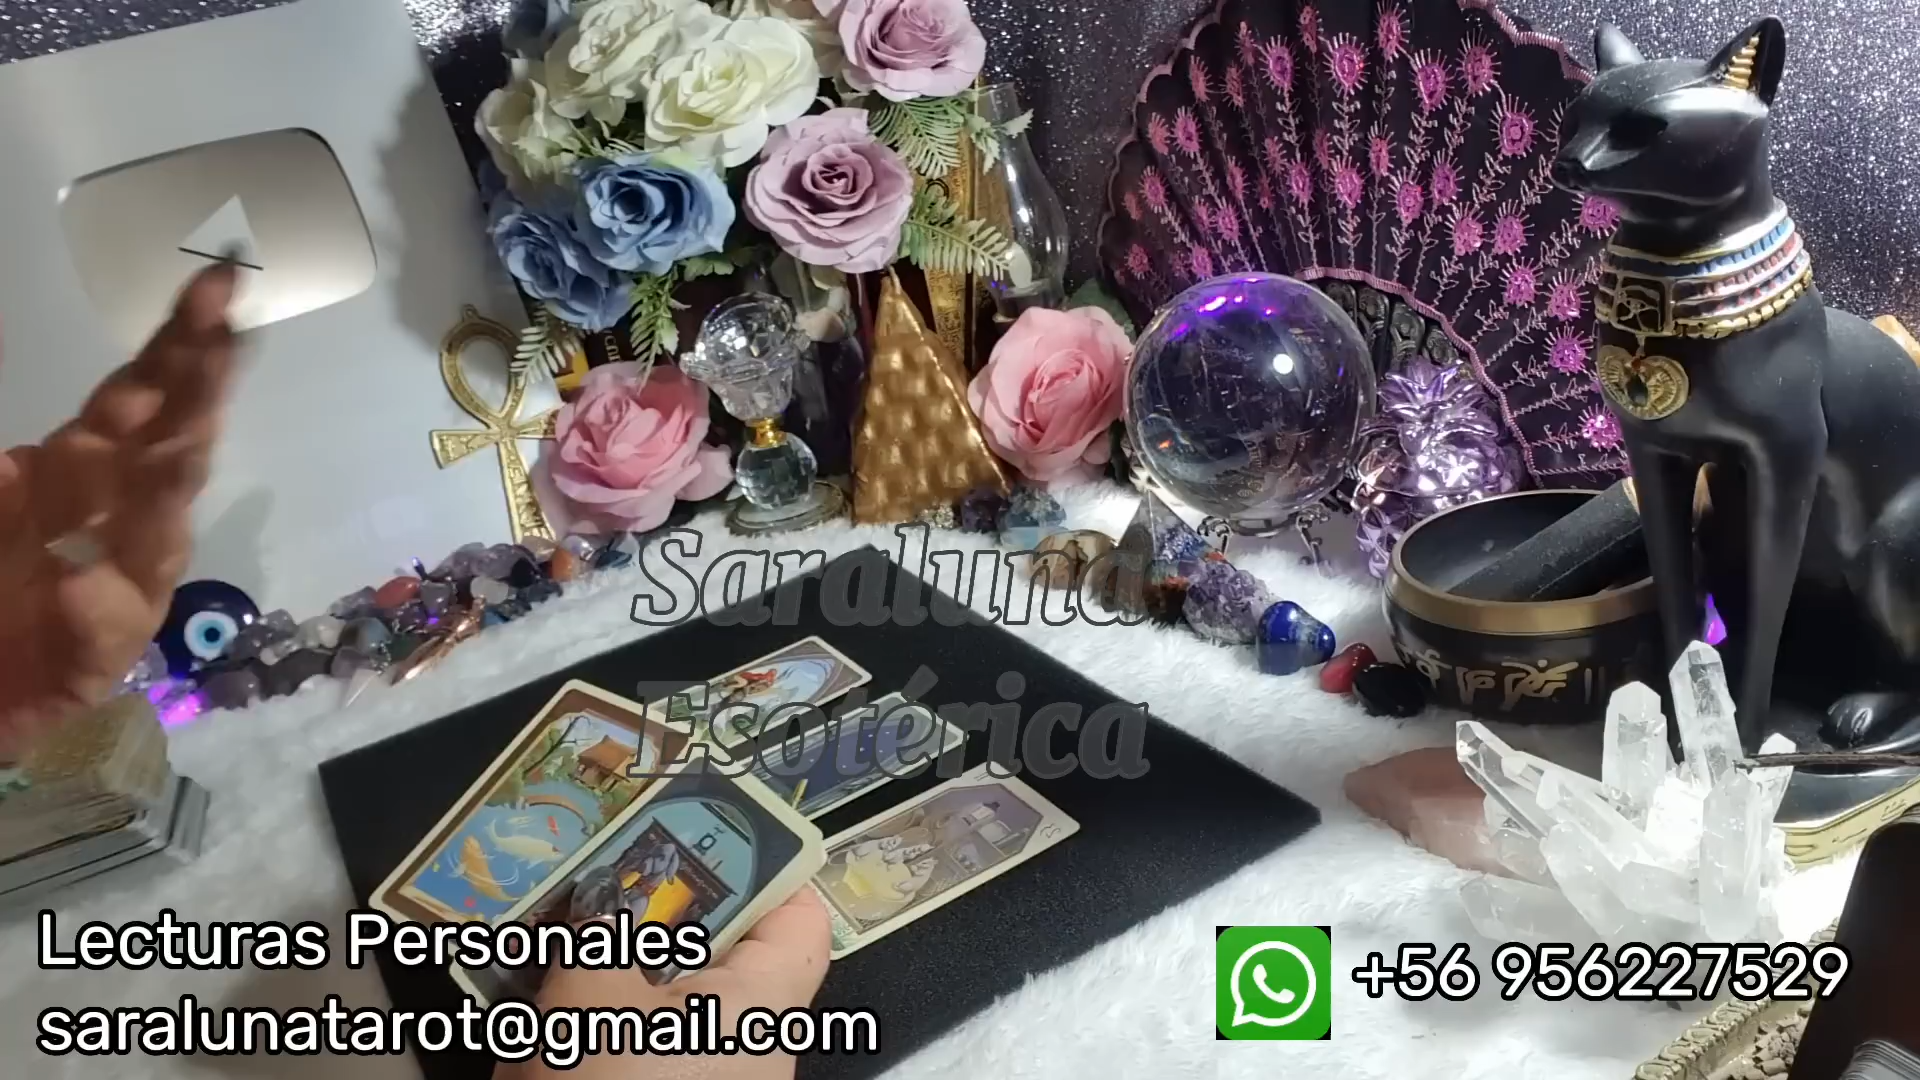 Saraluna
Esotérica
Lecturas Personales
saralunatarot@gmail.com
+56 956227529